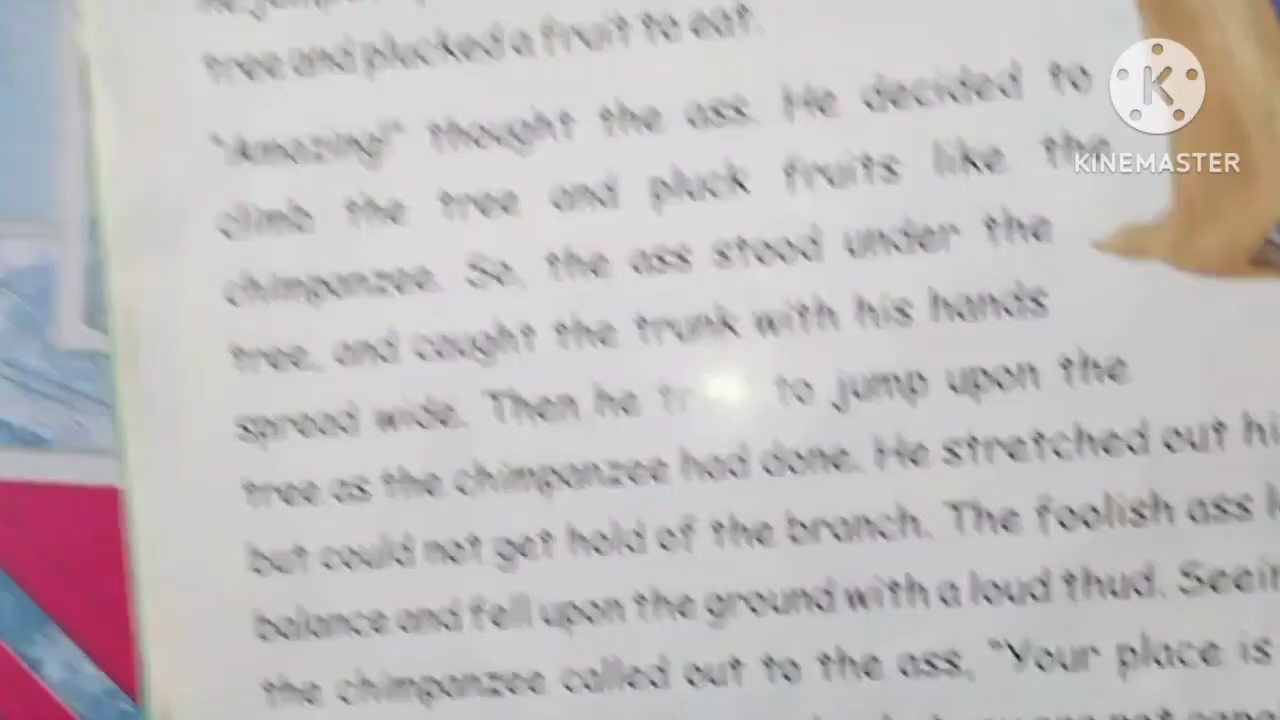 tree and plucked a fruit to eat.
"Amazing" thought the ass. He decided to
climb the tree and pluck fruits like the
chimpanzee. So, the ass stood under the
tree, and caught the trunk with his hands
spread wide. Then he to jump upon the
tree as the chimpanzee had done. He stretched out
but could not get hold of the branch. The foolish ass
balance and fell upon the ground with a loud thud.
the chimpanzee called out to the ass, "Your place is
KINEMASTER